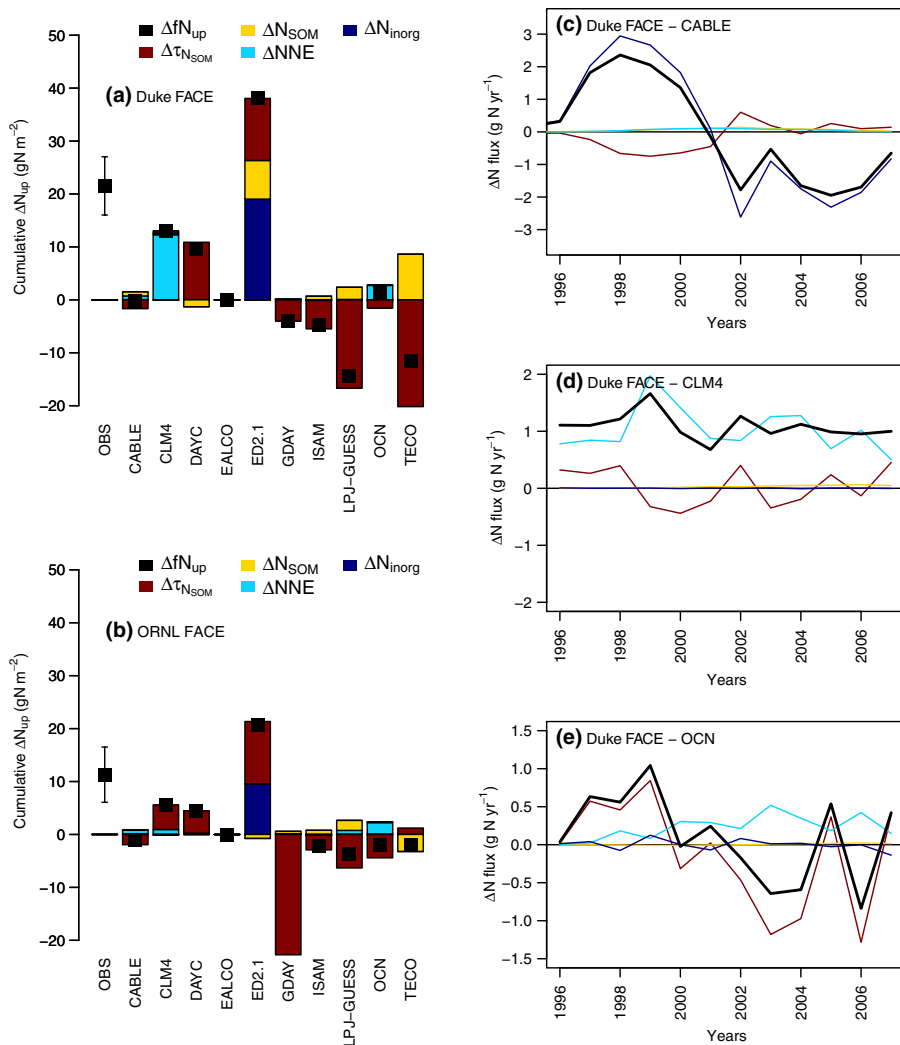 ΔfN_up
ΔN_SOM
ΔN_inorg
Δτ_N_SOM
ΔNNE
(a) Duke FACE
Cumulative ΔN_up (gN m⁻²)
50
40
30
20
10
0
−10
−20
OBS
CABLE
CLM4
DAYC
EALCO
ED2.1
GDAY
ISAM
LPJ−GUESS
OCN
TECO
ΔfN_up
ΔN_SOM
ΔN_inorg
Δτ_N_SOM
ΔNNE
(b) ORNL FACE
Cumulative ΔN_up (gN m⁻²)
50
40
30
20
10
0
−10
−20
OBS
CABLE
CLM4
DAYC
EALCO
ED2.1
GDAY
ISAM
LPJ−GUESS
OCN
TECO
(c) Duke FACE − CABLE
ΔN flux (g N yr⁻¹)
3
2
1
0
−1
−2
−3
1996
1998
2000
2002
2004
2006
Years
(d) Duke FACE − CLM4
ΔN flux (g N yr⁻¹)
2
1
0
−1
−2
1996
1998
2000
2002
2004
2006
Years
(e) Duke FACE − OCN
ΔN flux (g N yr⁻¹)
1.5
1.0
0.5
0.0
−0.5
−1.0
−1.5
1996
1998
2000
2002
2004
2006
Years